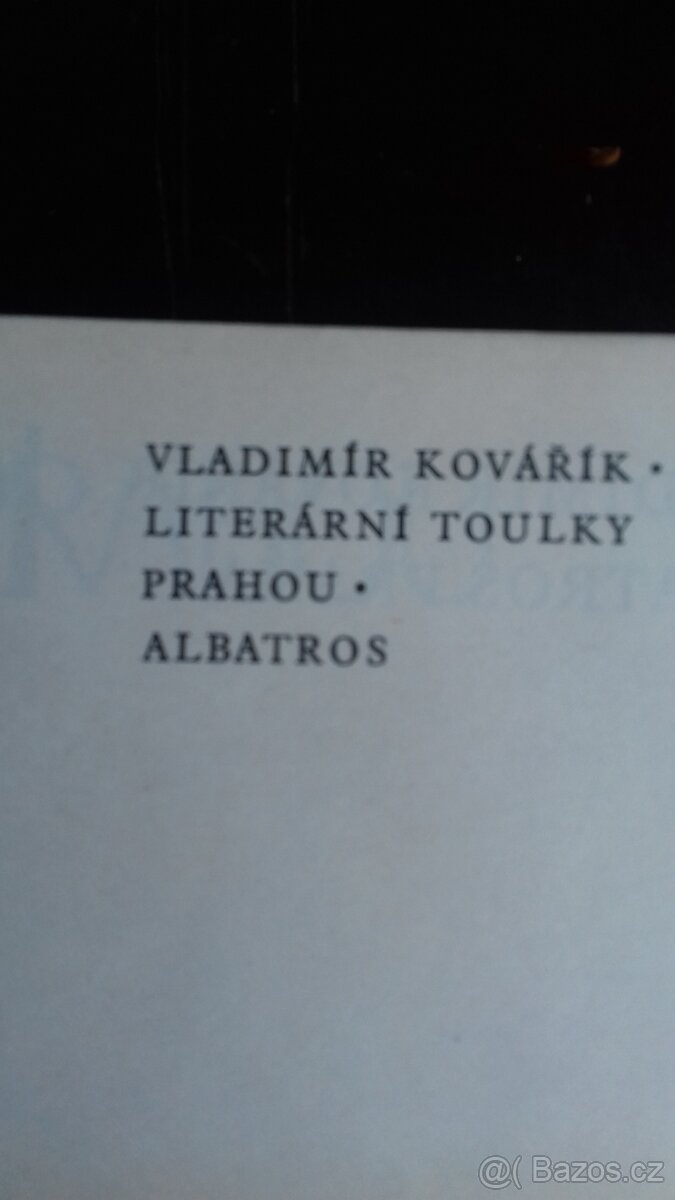 VLADIMÍR KOVÁŘÍK •
LITERÁRNÍ TOULKY
PRAHOU •
ALBATROS
@( Bazos.cz